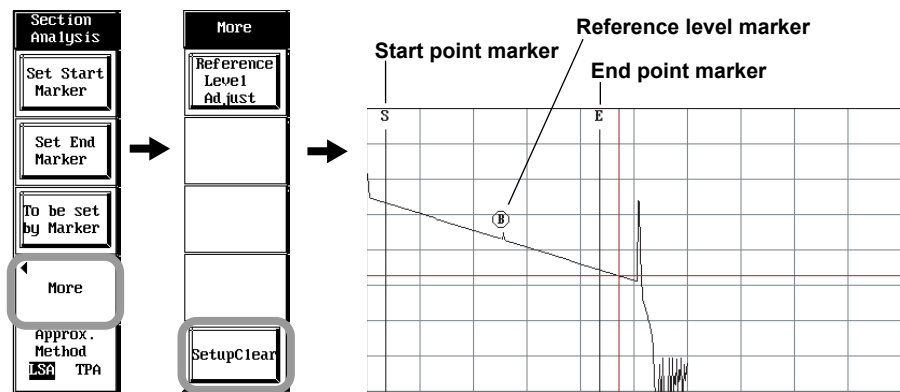 Section
Analysis
Set Start
Marker
Set End
Marker
To be set
by Marker
More
Approx.
Method
LSA TPA
More
Reference
Level
Adjust
SetupClear
Reference level marker
Start point marker
End point marker
S
E
B